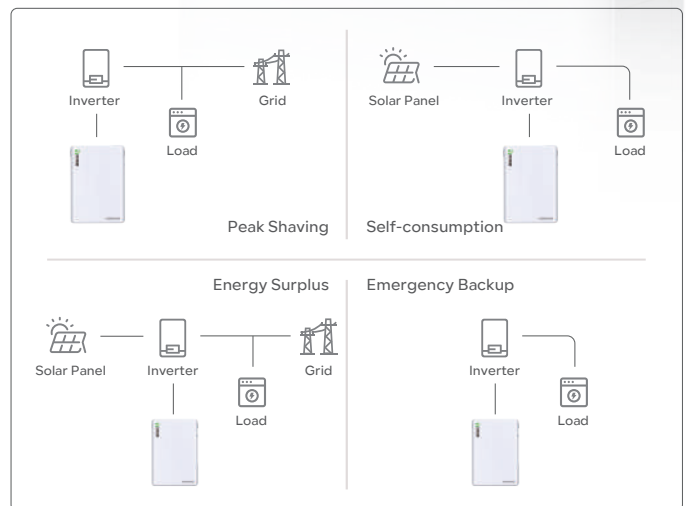 Inverter
Grid
Load
Peak Shaving
Solar Panel
Inverter
Load
Self-consumption
Energy Surplus
Solar Panel
Inverter
Grid
Load
Emergency Backup
Inverter
Load